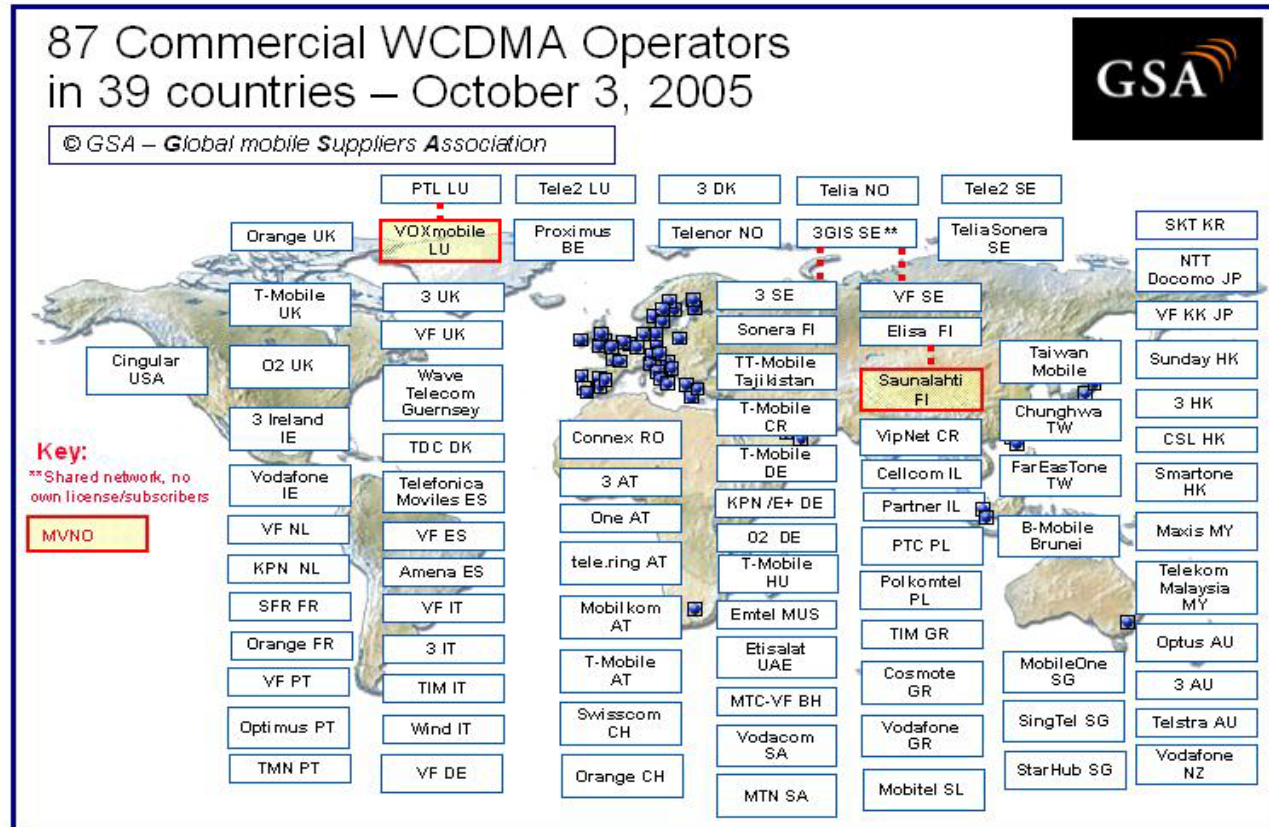 87 Commercial WCDMA Operators
in 39 countries – October 3, 2005
GSA
© GSA – Global mobile Suppliers Association
PTL LU
Tele2 LU
3 DK
Telia NO
Tele2 SE
Orange UK
VOXmobile
LU
Proximus
BE
Telenor NO
3GIS SE**
TeliaSonera
SE
SKT KR
NTT
Docomo JP
VF KK JP
Sunday HK
3 HK
CSL HK
Smartone
HK
Maxis MY
Telekom
Malaysia
MY
Optus AU
3 AU
Telstra AU
Vodafone
NZ
Cingular
USA
Key:
**Shared network, no
own license/subscribers
MVNO
T-Mobile
UK
O2 UK
3 Ireland
IE
Vodafone
IE
VF NL
KPN NL
SFR FR
Orange FR
VF PT
Optimus PT
TMN PT
3 UK
VF UK
Wave
Telecom
Guernsey
TDC DK
Telefonica
Moviles ES
VF ES
Amena ES
VF IT
3 IT
TIM IT
Wind IT
VF DE
Connex RO
3 AT
One AT
tele.ring AT
Mobilkom
AT
T-Mobile
AT
Swisscom
CH
Orange CH
3 SE
Sonera FI
TT-Mobile
Tajikistan
T-Mobile
CR
T-Mobile
DE
KPN /E+ DE
O2 DE
T-Mobile
HU
Emtel MUS
Etisalat
UAE
MTC-VF BH
Vodacom
SA
MTN SA
VF SE
Elisa FI
Saunalahti
FI
VipNet CR
Cellcom IL
Partner IL
PTC PL
Polkomtel
PL
TIM GR
Cosmote
GR
Vodafone
GR
Mobitel SL
Taiwan
Mobile
Chunghwa
TW
FarEasTone
TW
B-Mobile
Brunei
MobileOne
SG
SingTel SG
StarHub SG